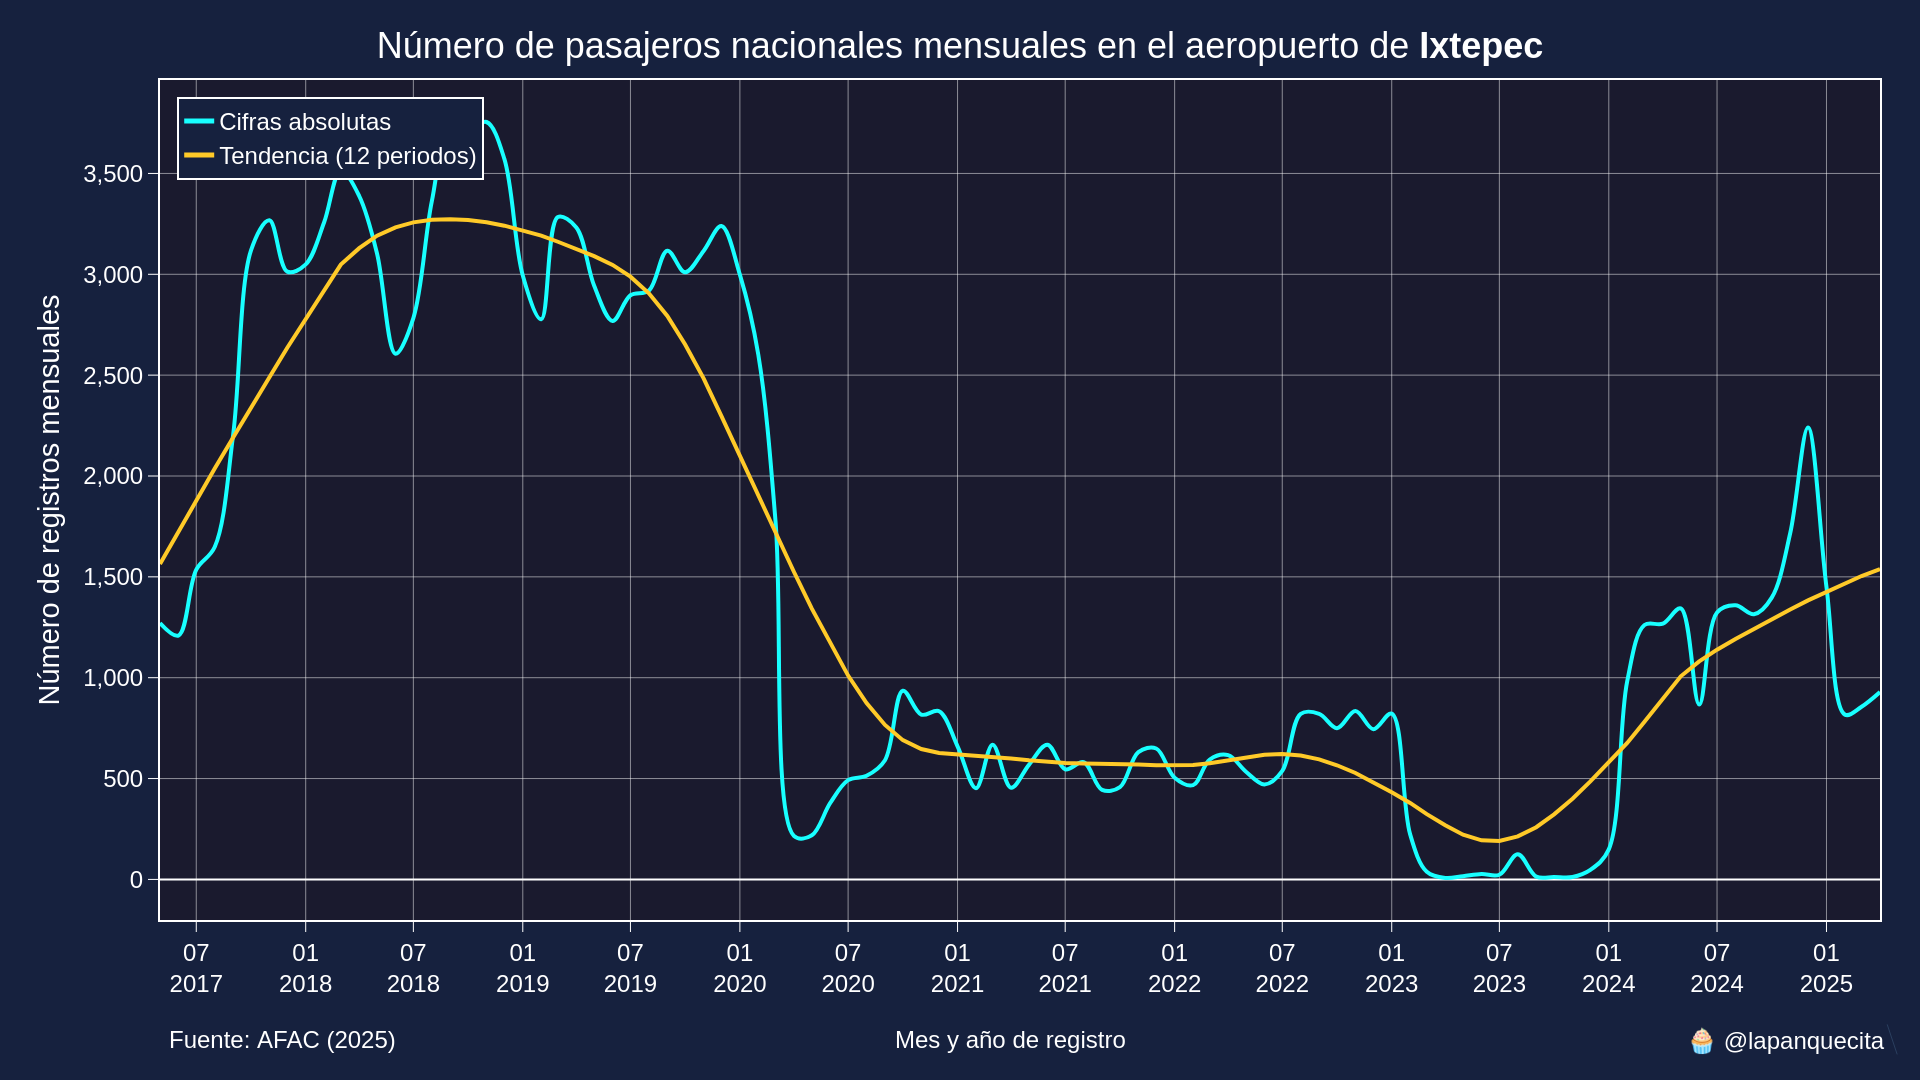 Número de pasajeros nacionales mensuales en el aeropuerto de Ixtepec
Cifras absolutas
Tendencia (12 periodos)
Número de registros mensuales
3,500
3,000
2,500
2,000
1,500
1,000
500
0
07 01 07 01 07 01 07 01 07 01 07 01 07 01 07 01
2017 2018 2018 2019 2019 2020 2020 2021 2021 2022 2022 2023 2023 2024 2024 2025
Fuente: AFAC (2025)
Mes y año de registro
🧁 @lapanquecita